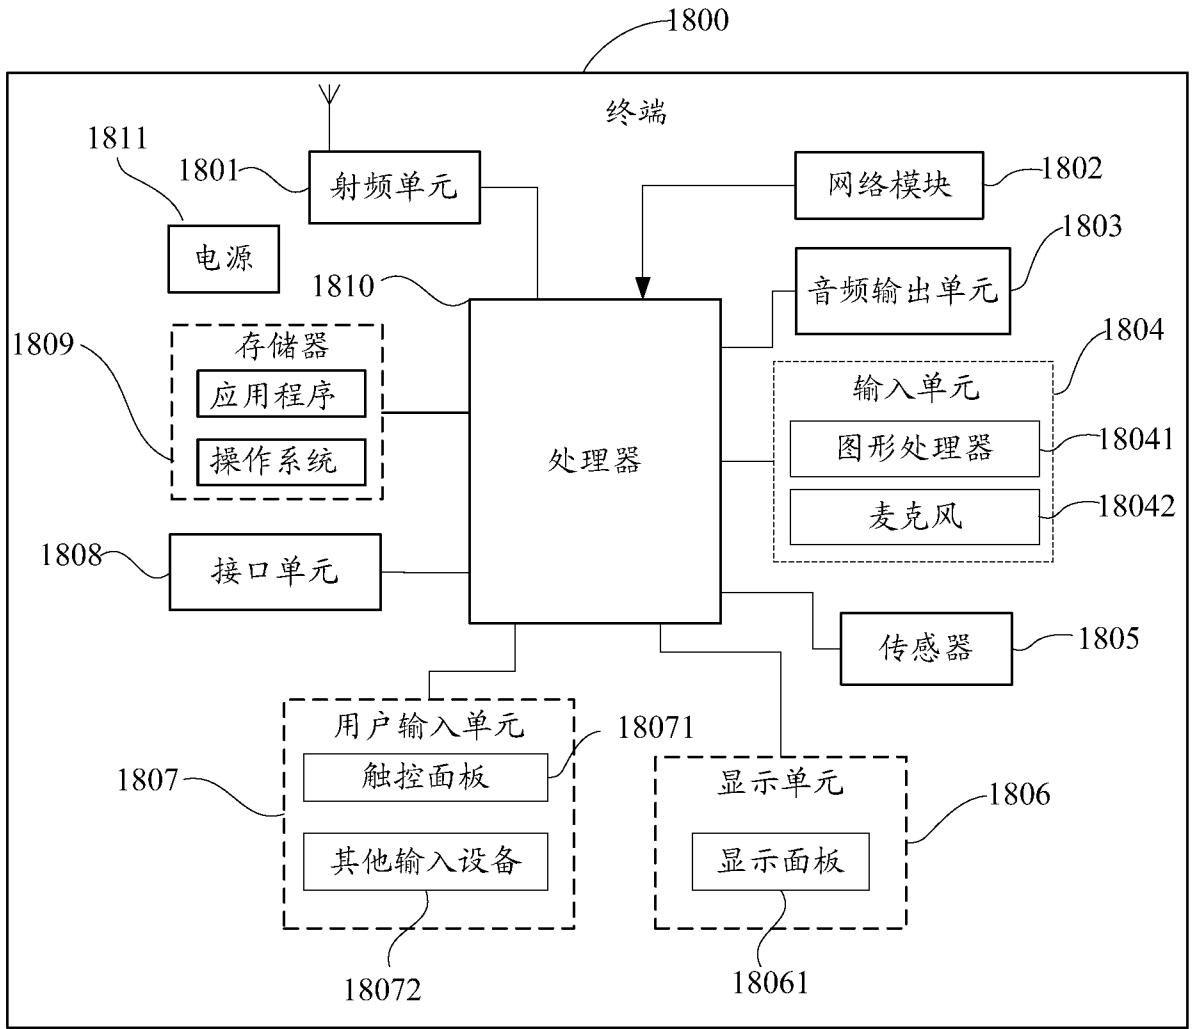 1800
终端
1811
1801
射频单元
网络模块
1802
电源
1803
音频输出单元
1810
1809
存储器
应用程序
操作系统
处理器
1804
输入单元
图形处理器
18041
麦克风
18042
1808
接口单元
传感器
1805
用户输入单元
18071
触控面板
1807
其他输入设备
18072
显示单元
1806
显示面板
18061